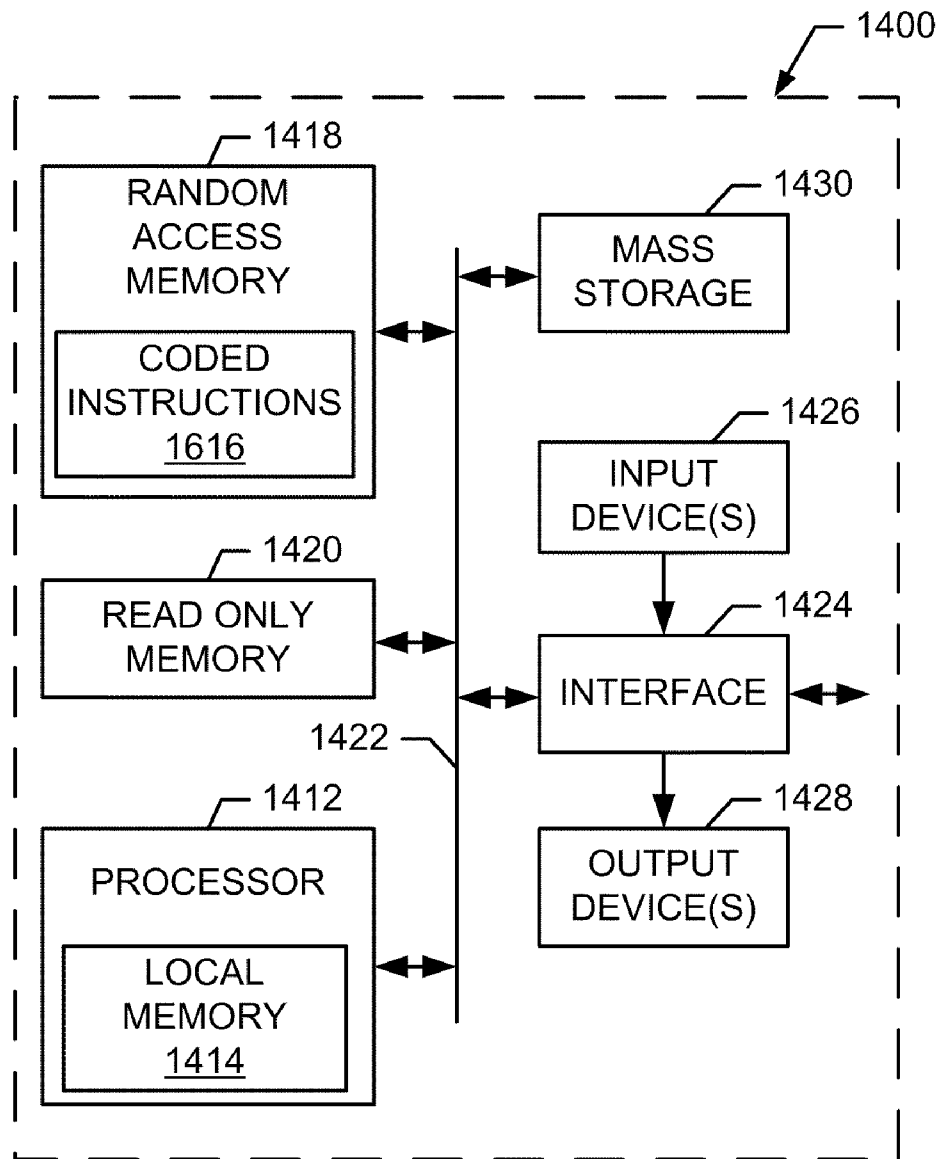 1400
1418
RANDOM
ACCESS
MEMORY
CODED
INSTRUCTIONS
1616
1430
MASS
STORAGE
1426
INPUT
DEVICE(S)
1420
READ ONLY
MEMORY
1424
INTERFACE
1422
1412
PROCESSOR
LOCAL
MEMORY
1414
1428
OUTPUT
DEVICE(S)